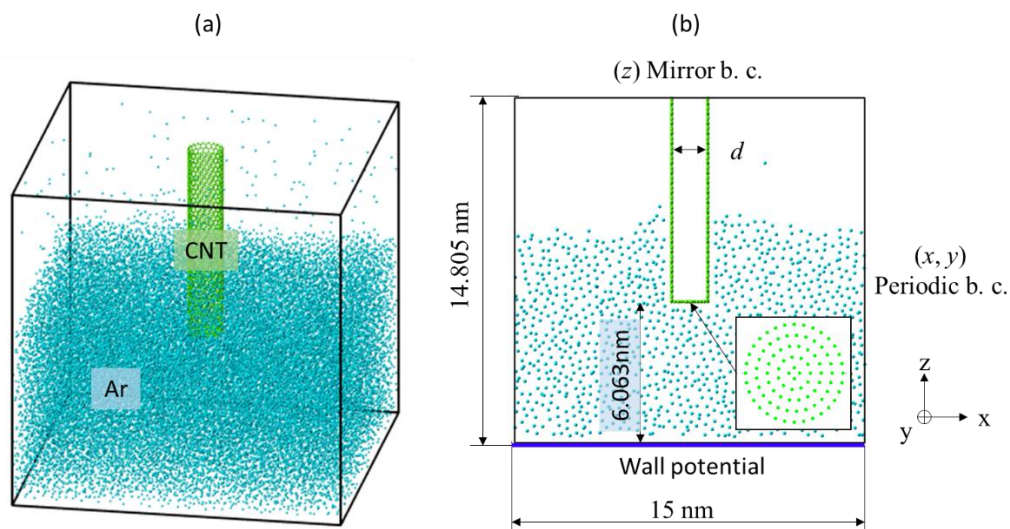 (a)
(b)
CNT
Ar
(z) Mirror b. c.
d
14.805 nm
6.063nm
(x, y)
Periodic b. c.
z
y
x
Wall potential
15 nm